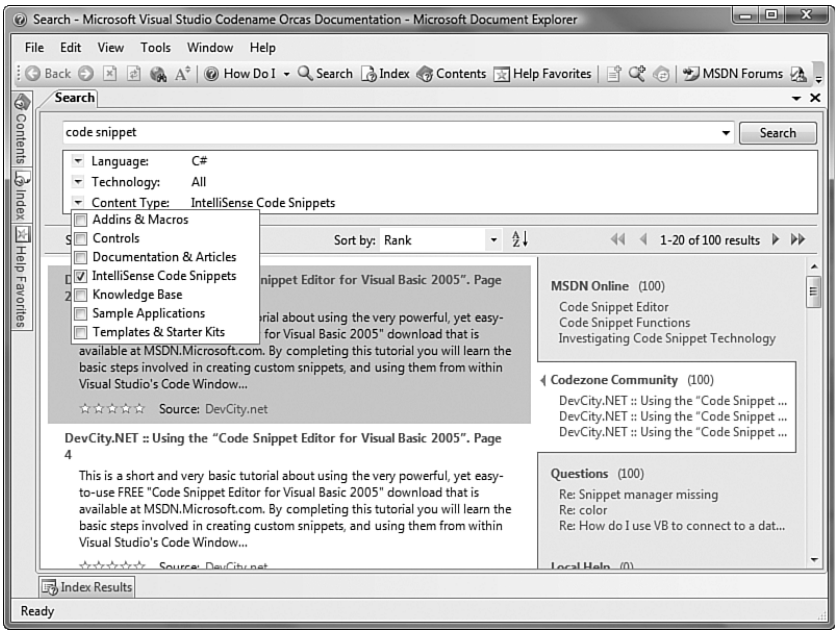 Search - Microsoft Visual Studio Codename Orcas Documentation - Microsoft Document Explorer
File Edit View Tools Window Help
Back How Do I Search Index Contents Help Favorites MSDN Forums
Contents
Index
Help Favorites
Search
code snippet Search
Language: C#
Technology: All
Content Type: IntelliSense Code Snippets
Addins & Macros
Controls
Documentation & Articles
IntelliSense Code Snippets
Knowledge Base
Sample Applications
Templates & Starter Kits
Sort by: Rank 1-20 of 100 results
nippet Editor for Visual Basic 2005". Page
2
rial about using the very powerful, yet easy-
for Visual Basic 2005" download that is
available at MSDN.Microsoft.com. By completing this tutorial you will learn the
basic steps involved in creating custom snippets, and using them from within
Visual Studio's Code Window...
Source: DevCity.net
DevCity.NET :: Using the "Code Snippet Editor for Visual Basic 2005". Page
4
This is a short and very basic tutorial about using the very powerful, yet easy-
to-use FREE "Code Snippet Editor for Visual Basic 2005" download that is
available at MSDN.Microsoft.com. By completing this tutorial you will learn the
basic steps involved in creating custom snippets, and using them from within
Visual Studio's Code Window...
Source: DevCity.net
MSDN Online (100)
Code Snippet Editor
Code Snippet Functions
Investigating Code Snippet Technology
Codezone Community (100)
DevCity.NET :: Using the "Code Snippet ...
DevCity.NET :: Using the "Code Snippet ...
DevCity.NET :: Using the "Code Snippet ...
Questions (100)
Re: Snippet manager missing
Re: color
Re: How do I use VB to connect to a dat...
Local Help (0)
Index Results
Ready